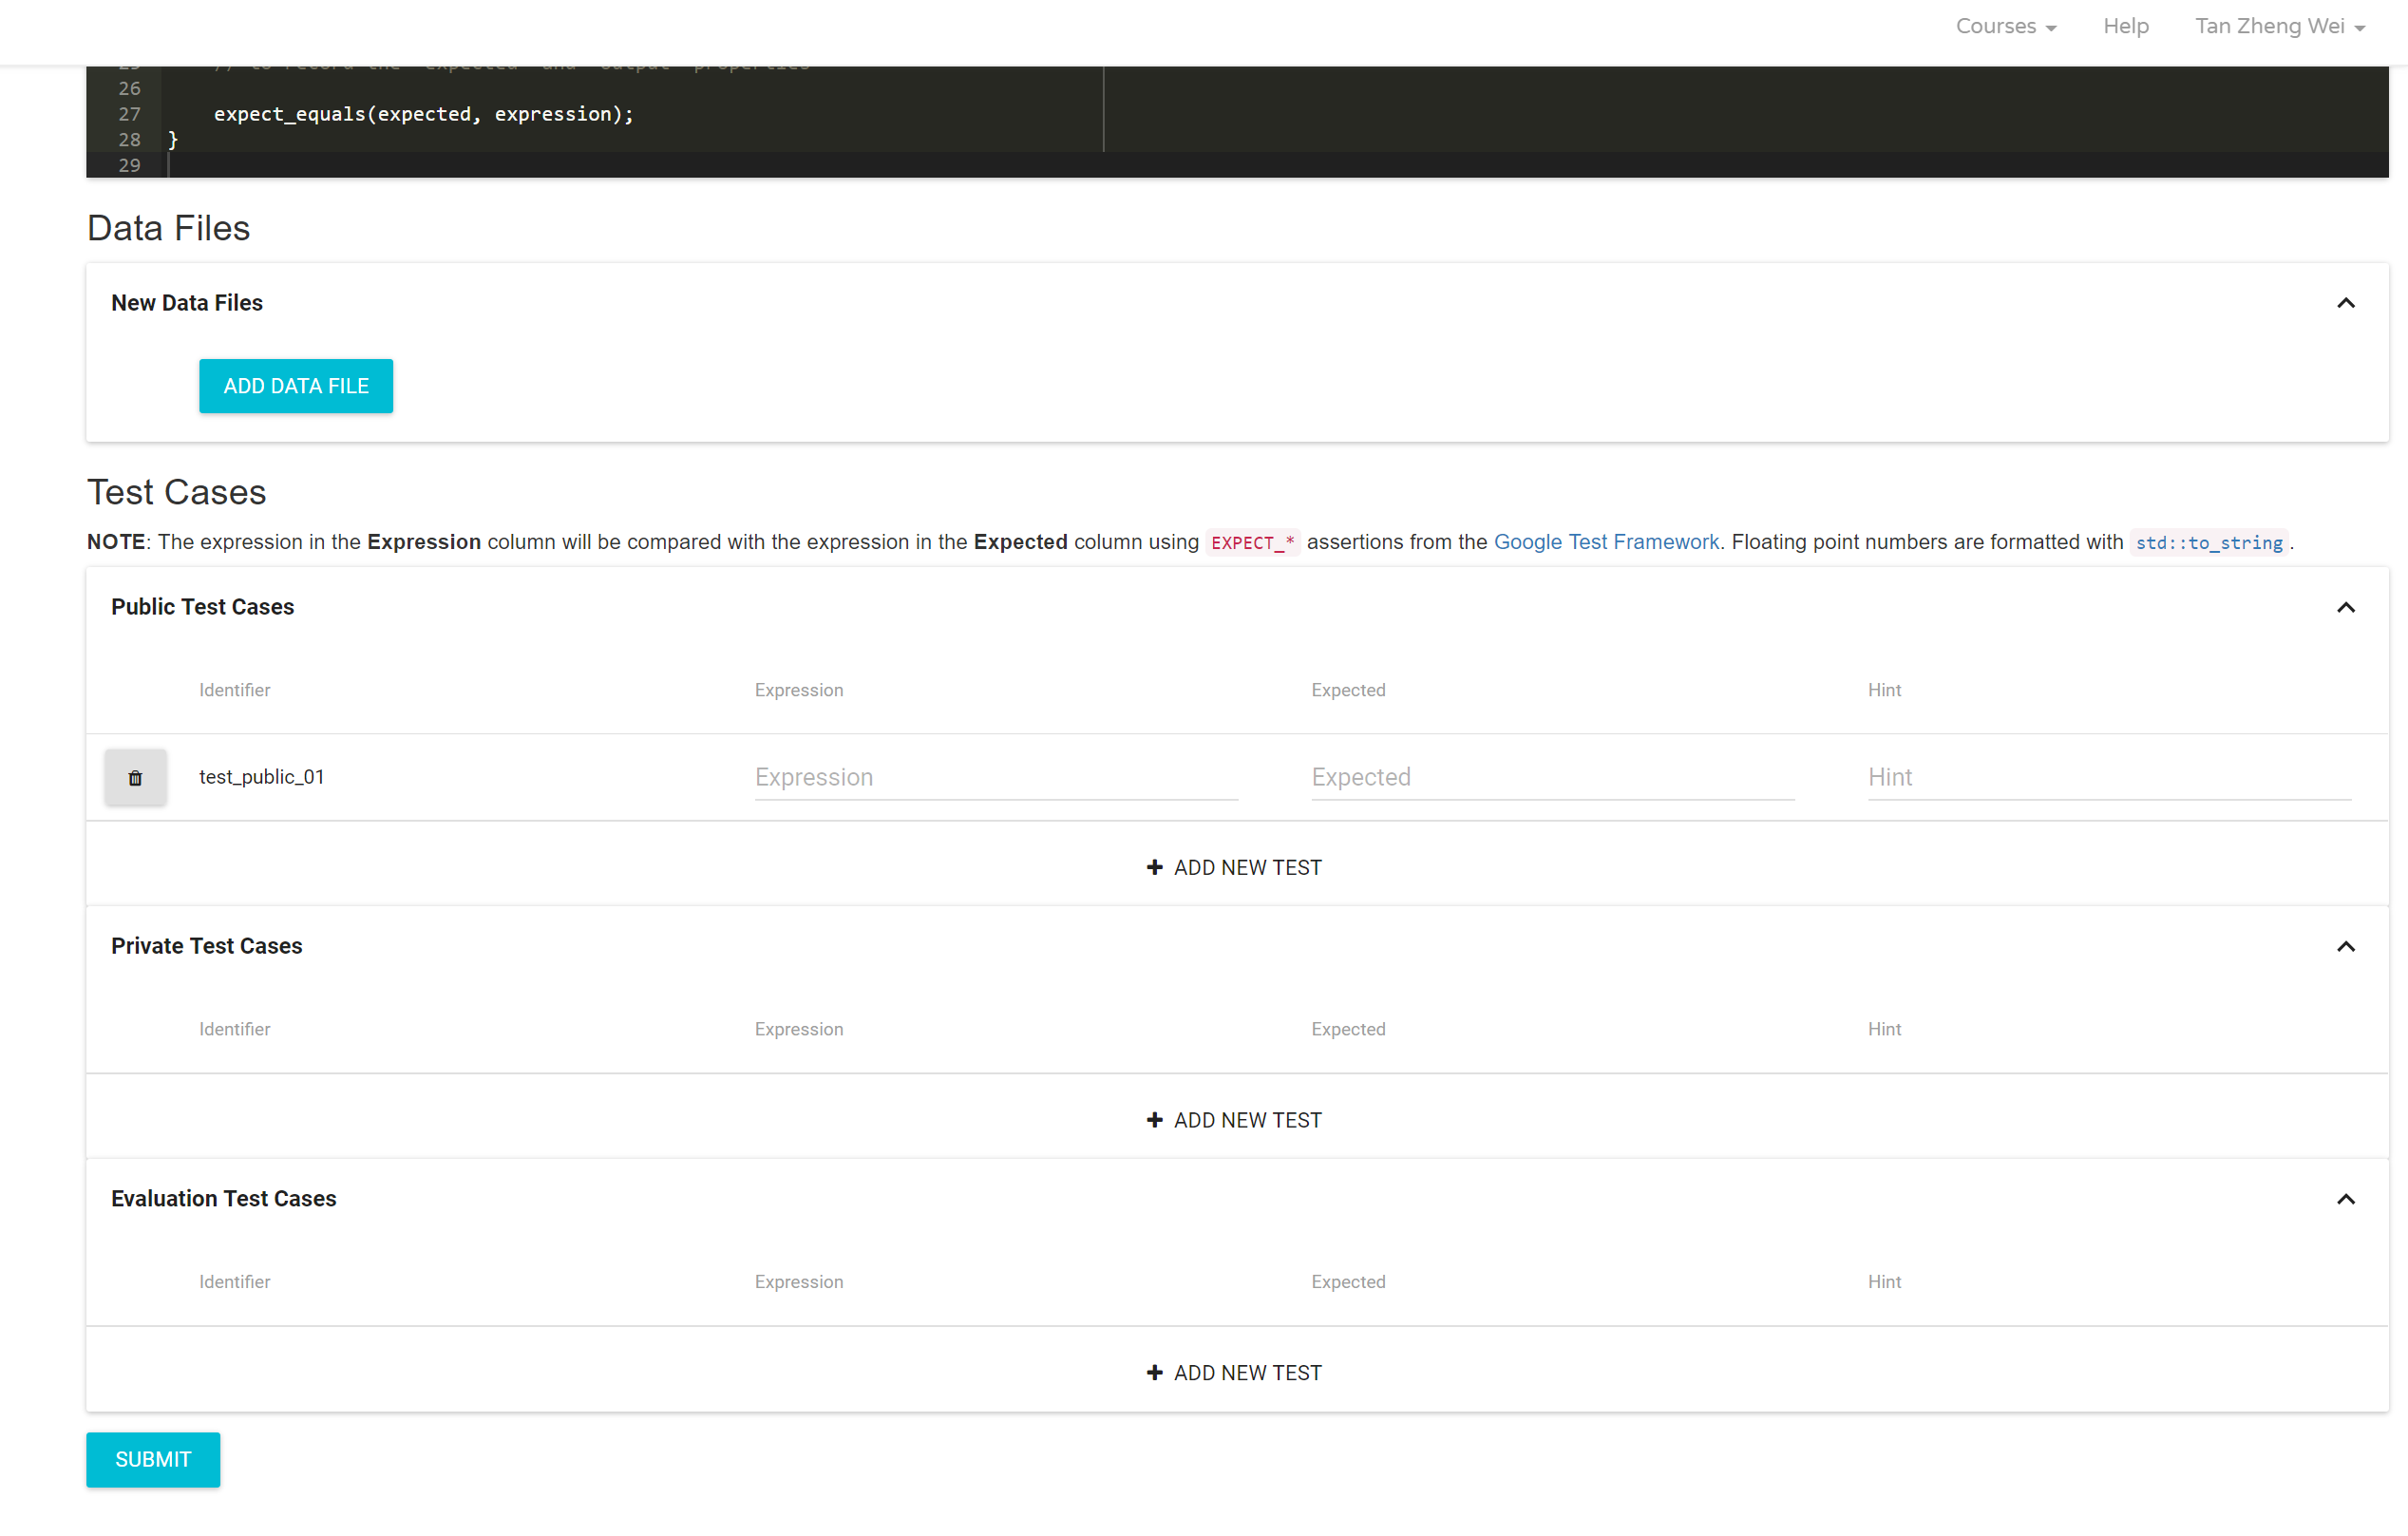 Courses Help Tan Zheng Wei
26
27 expect_equals(expected, expression);
28 }
29
Data Files
New Data Files
ADD DATA FILE
Test Cases
NOTE: The expression in the Expression column will be compared with the expression in the Expected column using EXPECT_* assertions from the Google Test Framework. Floating point numbers are formatted with std::to_string.
Public Test Cases
Identifier Expression Expected Hint
test_public_01 Expression Expected Hint
+ ADD NEW TEST
Private Test Cases
Identifier Expression Expected Hint
+ ADD NEW TEST
Evaluation Test Cases
Identifier Expression Expected Hint
+ ADD NEW TEST
SUBMIT